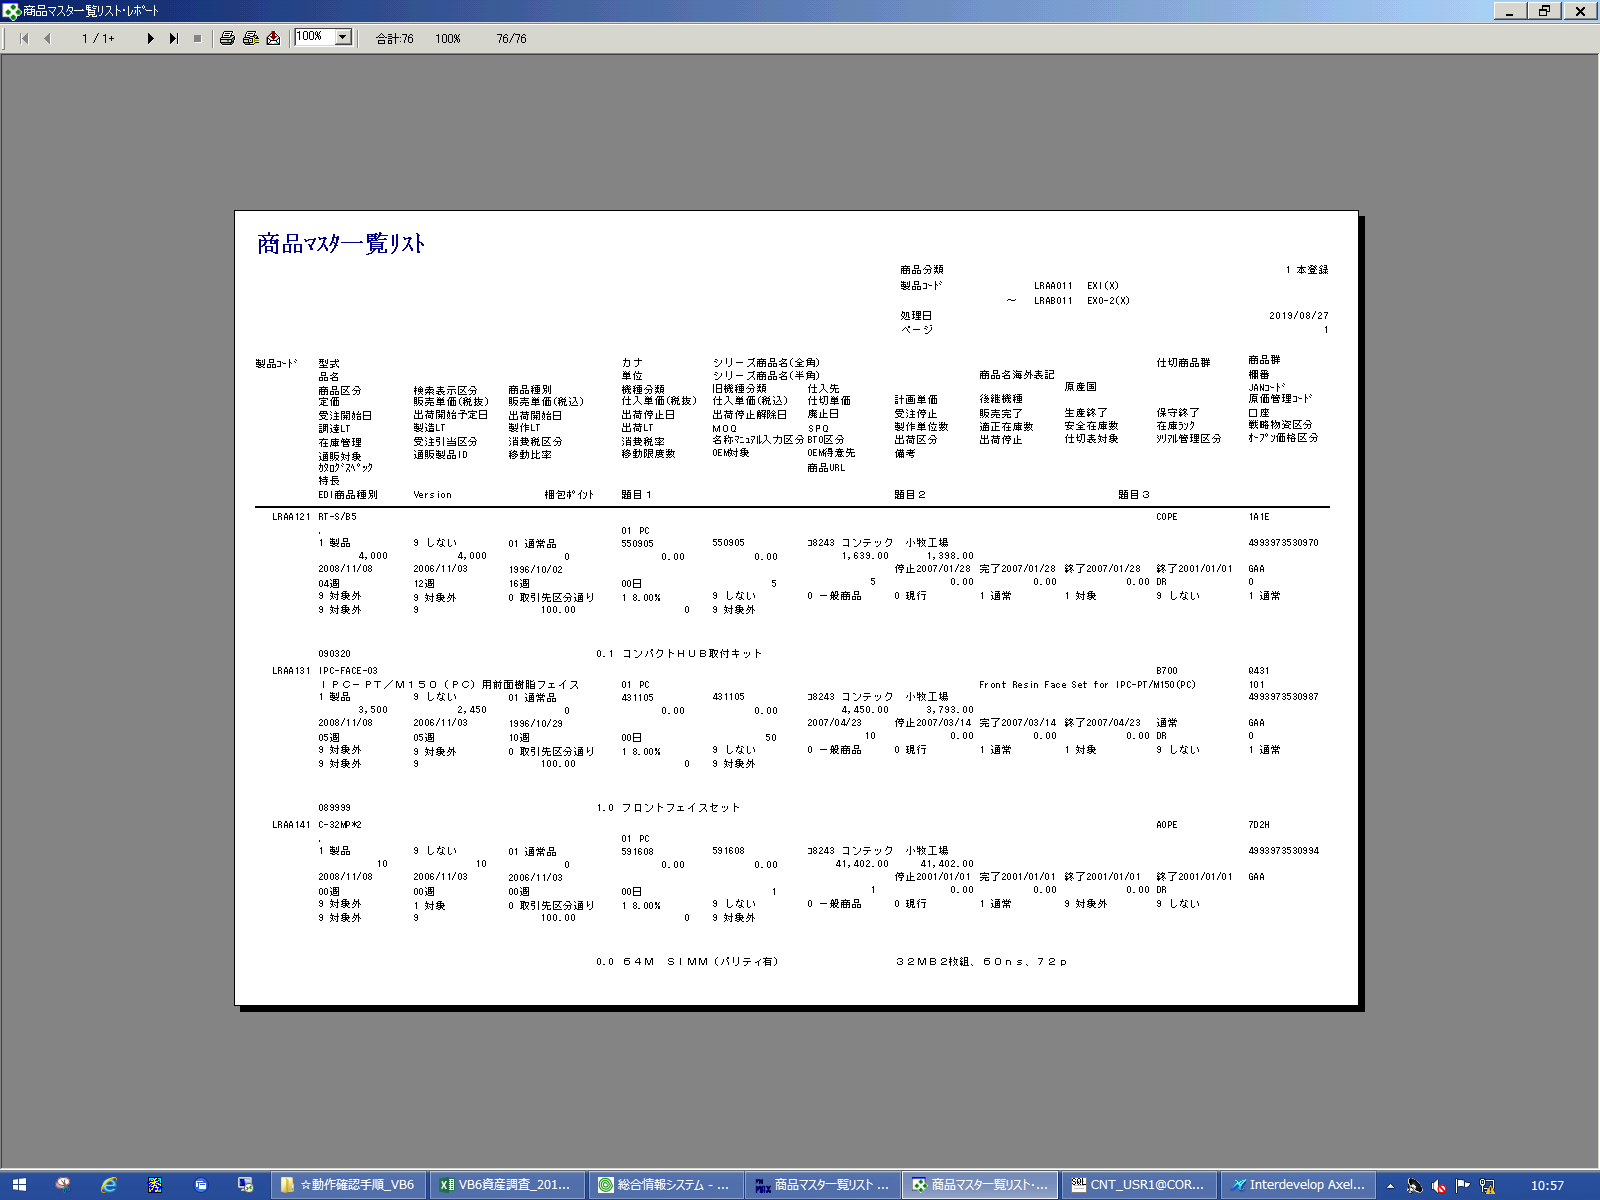 商品ﾏｽﾀ一覧ﾘｽﾄ･ﾚﾎﾟｰﾄ
1 / 1+ 100% 合計:76 100% 76/76
商品ﾏｽﾀ一覧ﾘｽﾄ
商品分類 1 本登録
製品ｺｰﾄﾞ LRAA011 EXI(X)
～ LRAB011 EXO-2(X)
処理日 2019/08/27
ページ 1
製品ｺｰﾄﾞ 型式 カナ シリーズ商品名(全角) 仕切商品群 商品群
品名 単位 シリーズ商品名(半角) 商品名海外表記 棚番
商品区分 検索表示区分 商品種別 機種分類 旧機種分類 仕入先 原産国 JANｺｰﾄﾞ
定価 販売単価(税抜) 販売単価(税込) 仕入単価(税抜) 仕入単価(税込) 仕切単価 計画単価 後継機種 原価管理コード
受注開始日 出荷開始予定日 出荷開始日 出荷停止日 出荷停止解除日 廃止日 受注停止 販売完了 生産終了 保守終了 口座
調達LT 製造LT 製作LT 出荷LT MOQ SPQ 製作単位数 適正在庫数 安全在庫数 在庫ﾗﾝｸ 戦略物資区分
在庫管理 受注引当区分 消費税区分 消費税率 名称ﾏﾆｭｱﾙ入力区分 BTO区分 出荷区分 出荷停止 仕切表対象 ｼﾘｱﾙ管理区分 ｵｰﾌﾟﾝ価格区分
通販対象 通販製品ID 移動比率 移動限度数 OEM対象 OEM得意先 備考
ｶﾀﾛｸﾞｽﾍﾟｯｸ 商品URL
特長
EDI商品種別 Version 梱包ﾎﾟｲﾝﾄ 題目1 題目2 題目3
LRAA121 RT-S/B5 COPE 1A1E
. 01 PC
1 製品 9 しない 01 通常品 550905 550905 ｺ8243 コンテック 小牧工場 4993973530970
4,000 4,000 0 0.00 0.00 1,639.00 1,398.00
2008/11/08 2006/11/03 1996/10/02 停止2007/01/28 完了2007/01/28 終了2007/01/28 終了2001/01/01 GAA
04週 12週 16週 00日 5 5 0.00 0.00 0.00 DR 0
9 対象外 9 対象外 0 取引先区分通り 1 8.00% 9 しない 0 一般商品 0 現行 1 通常 1 対象 9 しない 1 通常
9 対象外 9 100.00 0 9 対象外
090320 0.1 コンパクトＨＵＢ取付キット
LRAA131 IPC-FACE-03 B700 0431
ＩＰＣ－ＰＴ／Ｍ１５０（ＰＣ）用前面樹脂フェイス 01 PC Front Resin Face Set for IPC-PT/M150(PC) 101
1 製品 9 しない 01 通常品 431105 431105 ｺ8243 コンテック 小牧工場 4993973530987
3,500 2,450 0 0.00 0.00 4,450.00 3,793.00
2008/11/08 2006/11/03 1996/10/29 2007/04/23 停止2007/03/14 完了2007/03/14 終了2007/04/23 通常 GAA
05週 05週 10週 00日 50 10 0.00 0.00 0.00 DR 0
9 対象外 9 対象外 0 取引先区分通り 1 8.00% 9 しない 0 一般商品 0 現行 1 通常 1 対象 9 しない 1 通常
9 対象外 9 100.00 0 9 対象外
089999 1.0 フロントフェイスセット
LRAA141 C-32MP*2 A0PE 7D2H
. 01 PC
1 製品 9 しない 01 通常品 591608 591608 ｺ8243 コンテック 小牧工場 4993973530994
10 10 0 0.00 0.00 41,402.00 41,402.00
2008/11/08 2006/11/03 2006/11/03 停止2001/01/01 完了2001/01/01 終了2001/01/01 終了2001/01/01 GAA
00週 00週 00週 00日 1 1 0.00 0.00 0.00 DR
9 対象外 1 対象 0 取引先区分通り 1 8.00% 9 しない 0 一般商品 0 現行 1 通常 9 対象外 9 しない
9 対象外 9 100.00 0 9 対象外
0.0 ６４Ｍ ＳＩＭＭ（パリティ有） ３２ＭＢ２枚組、６０ｎｓ、７２ｐ
☆動作確認手順_VB6 VB6資産調査_201... 総合情報システム - ... 商品マスタ一覧リスト ... 商品マスタ一覧リスト･... CNT_USR1@COR... Interdevelop Axel... 10:57